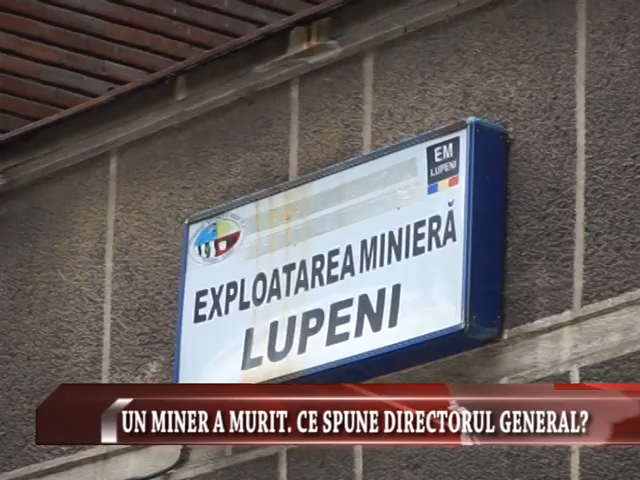 EM
LUPENI
EXPLOATAREA MINIERĂ
LUPENI
UN MINER A MURIT. CE SPUNE DIRECTORUL GENERAL?